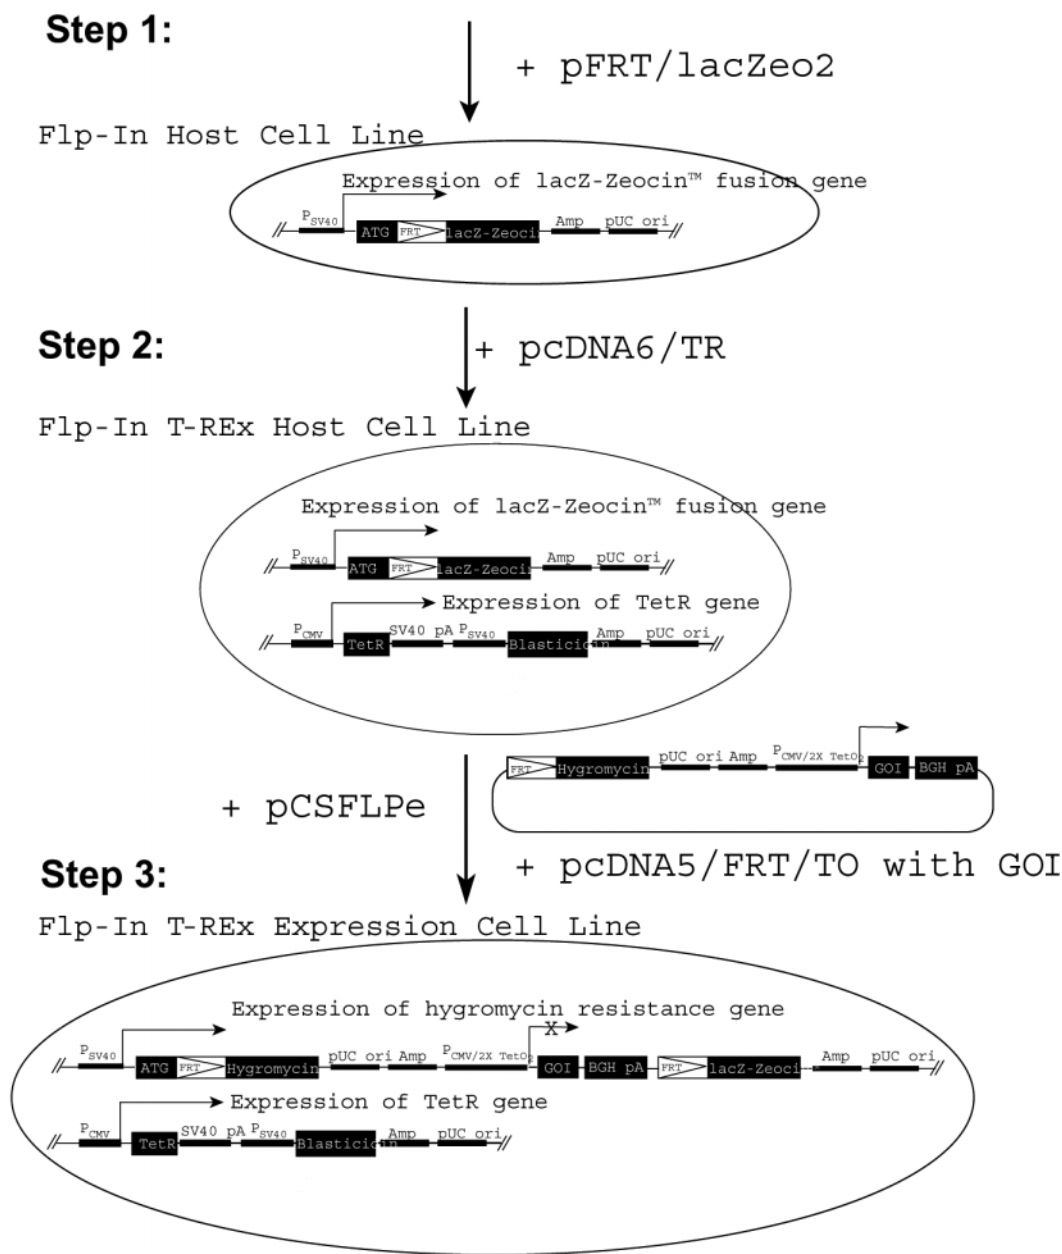 Step 1:
+ pFRT/lacZeo2
Flp-In Host Cell Line
Expression of lacZ-Zeocin™ fusion gene
PSV40 ATG FRT lacZ-Zeoci Amp pUC ori
Step 2:
+ pcDNA6/TR
Flp-In T-REx Host Cell Line
Expression of lacZ-Zeocin™ fusion gene
PSV40 ATG FRT lacZ-Zeocin Amp pUC ori
Expression of TetR gene
PCMV TetR SV40 pA PSV40 Blasticidin Amp pUC ori
FRT Hygromycin pUC ori Amp PCMV/2X TetO2 GOI BGH pA
+ pCSFLPe
+ pcDNA5/FRT/TO with GOI
Step 3:
Flp-In T-REx Expression Cell Line
Expression of hygromycin resistance gene
X
PSV40 ATG FRT Hygromycin pUC ori Amp PCMV/2X TetO2 GOI BGH pA FRT lacZ-Zeoci Amp pUC ori
Expression of TetR gene
PCMV TetR SV40 pA PSV40 Blasticidin Amp pUC ori